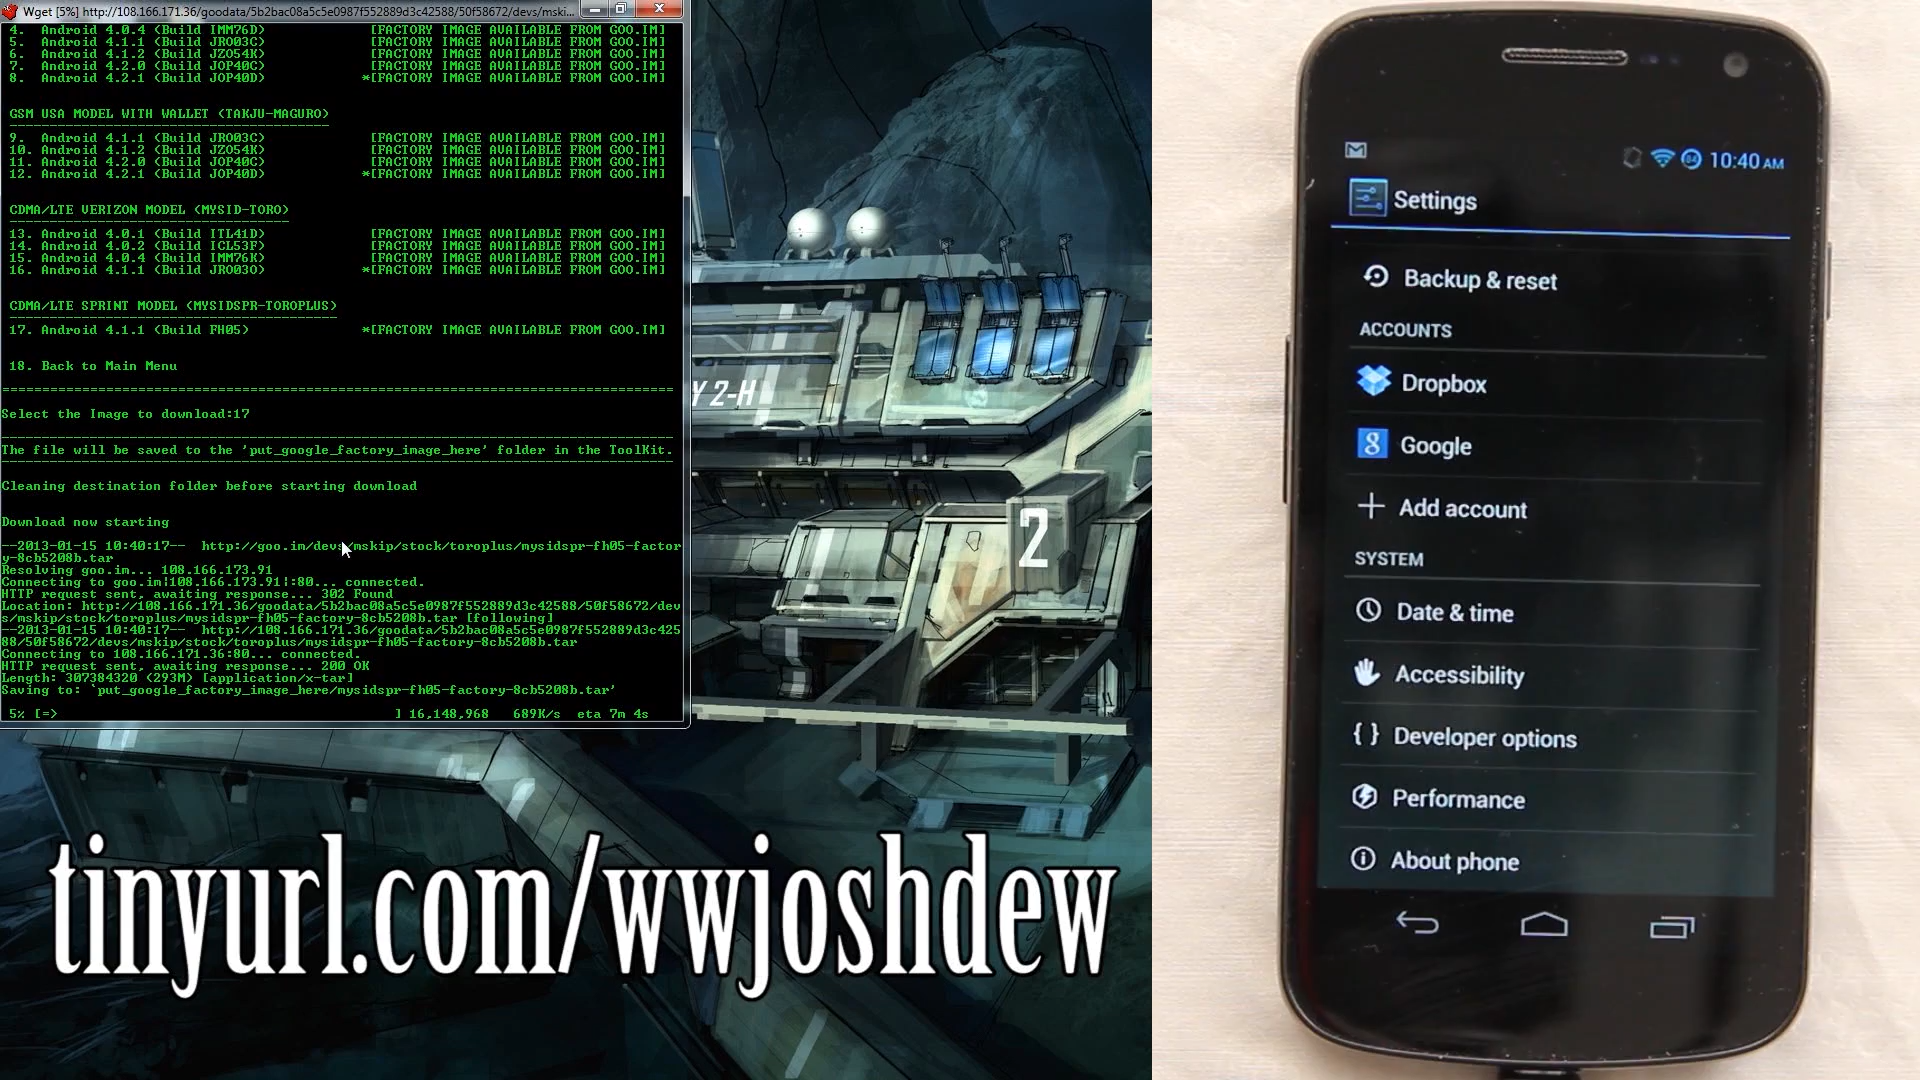 Wget [5%] http://108.166.171.36/goodata/5b2bac08a5c5e0987f552889d3c42588/50f58672/devs/mski...
4. Android 4.0.4 (Build IMM76D) [FACTORY IMAGE AVAILABLE FROM GOO.IM]
5. Android 4.1.1 (Build JRO03C) [FACTORY IMAGE AVAILABLE FROM GOO.IM]
6. Android 4.1.2 (Build JZO54K) [FACTORY IMAGE AVAILABLE FROM GOO.IM]
7. Android 4.2.0 (Build JOP40C) [FACTORY IMAGE AVAILABLE FROM GOO.IM]
8. Android 4.2.1 (Build JOP40D) *[FACTORY IMAGE AVAILABLE FROM GOO.IM]
GSM USA MODEL WITH WALLET (TAKJU-MAGURO)
9. Android 4.1.1 (Build JRO03C) [FACTORY IMAGE AVAILABLE FROM GOO.IM]
10. Android 4.1.2 (Build JZO54K) [FACTORY IMAGE AVAILABLE FROM GOO.IM]
11. Android 4.2.0 (Build JOP40C) [FACTORY IMAGE AVAILABLE FROM GOO.IM]
12. Android 4.2.1 (Build JOP40D) *[FACTORY IMAGE AVAILABLE FROM GOO.IM]
CDMA/LTE VERIZON MODEL (MYSID-TORO)
13. Android 4.0.1 (Build ITL41D) [FACTORY IMAGE AVAILABLE FROM GOO.IM]
14. Android 4.0.2 (Build ICL53F) [FACTORY IMAGE AVAILABLE FROM GOO.IM]
15. Android 4.0.4 (Build IMM76K) [FACTORY IMAGE AVAILABLE FROM GOO.IM]
16. Android 4.1.1 (Build JRO03O) *[FACTORY IMAGE AVAILABLE FROM GOO.IM]
CDMA/LTE SPRINT MODEL (MYSIDSPR-TOROPLUS)
17. Android 4.1.1 (Build FH05) *[FACTORY IMAGE AVAILABLE FROM GOO.IM]
18. Back to Main Menu
Select the Image to download:17
The file will be saved to the 'put_google_factory_image_here' folder in the ToolKit.
Cleaning destination folder before starting download
Download now starting
--2013-01-15 10:40:17-- http://goo.im/devs/mskip/stock/toroplus/mysidspr-fh05-factor
y-8cb5208b.tar
Resolving goo.im... 108.166.173.91
Connecting to goo.im|108.166.173.91|:80... connected.
HTTP request sent, awaiting response... 302 Found
Location: http://108.166.171.36/goodata/5b2bac08a5c5e0987f552889d3c42588/50f58672/dev
s/mskip/stock/toroplus/mysidspr-fh05-factory-8cb5208b.tar [following]
--2013-01-15 10:40:17-- http://108.166.171.36/goodata/5b2bac08a5c5e0987f552889d3c425
88/50f58672/devs/mskip/stock/toroplus/mysidspr-fh05-factory-8cb5208b.tar
Connecting to 108.166.171.36:80... connected.
HTTP request sent, awaiting response... 200 OK
Length: 307384320 (293M) [application/x-tar]
Saving to: `put_google_factory_image_here/mysidspr-fh05-factory-8cb5208b.tar'
5% [=> ] 16,148,968 689K/s eta 7m 4s
Y 2-H
2
tinyurl.com/wwjoshdew
84 10:40 AM
Settings
Backup & reset
ACCOUNTS
Dropbox
8 Google
Add account
SYSTEM
Date & time
Accessibility
{ } Developer options
Performance
About phone